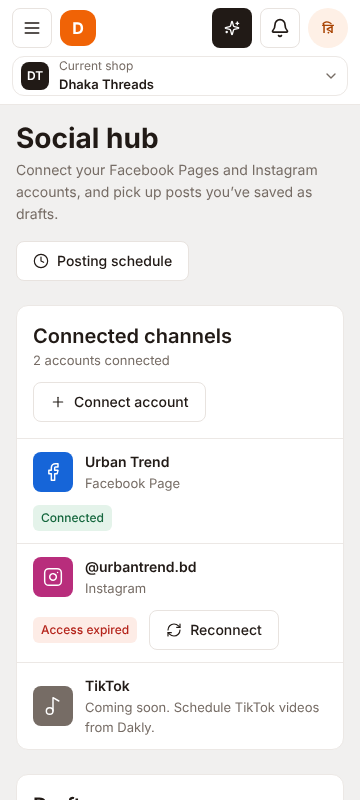 D
রি
Current shop
DT
Dhaka Threads
Social hub
Connect your Facebook Pages and Instagram
accounts, and pick up posts you've saved as
drafts.
Posting schedule
Connected channels
2 accounts connected
Connect account
Urban Trend
Facebook Page
Connected
@urbantrend.bd
Instagram
Access expired
Reconnect
TikTok
Coming soon. Schedule TikTok videos
from Dakly.